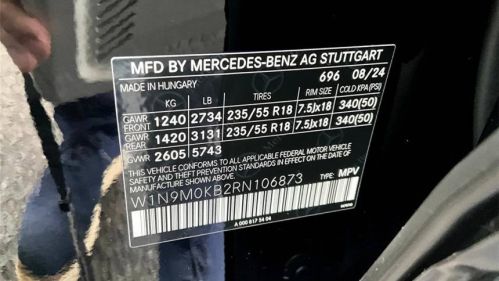 MFD BY MERCEDES-BENZ AG STUTTGART
MADE IN HUNGARY 696 08/24
KG LB TIRES RIM SIZE COLD KPA (PSI)
GAWR FRONT 1240 2734 235/55 R18 7.5Jx18 340(50)
GAWR REAR 1420 3131 235/55 R18 7.5Jx18 340(50)
GVWR 2605 5743
THIS VEHICLE CONFORMS TO ALL APPLICABLE FEDERAL MOTOR VEHICLE
SAFETY AND THEFT PREVENTION STANDARDS IN EFFECT ON THE DATE OF
MANUFACTURE SHOWN ABOVE.
W1N9M0KB2RN106873 TYPE: MPV
A 000 817 54 04